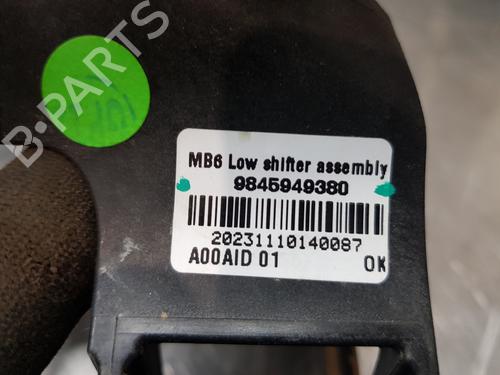 MB6 Low shifter assembly
9845949380
20231110140087
A00AID 01
OK
B-PARTS